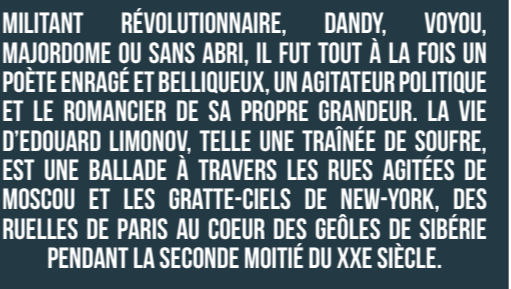 MILITANT RÉVOLUTIONNAIRE, DANDY, VOYOU,
MAJORDOME OU SANS ABRI, IL FUT TOUT À LA FOIS UN
POÈTE ENRAGÉ ET BELLIQUEUX, UN AGITATEUR POLITIQUE
ET LE ROMANCIER DE SA PROPRE GRANDEUR. LA VIE
D'EDOUARD LIMONOV, TELLE UNE TRAÎNÉE DE SOUFRE,
EST UNE BALLADE À TRAVERS LES RUES AGITÉES DE
MOSCOU ET LES GRATTE-CIELS DE NEW-YORK, DES
RUELLES DE PARIS AU COEUR DES GEÔLES DE SIBÉRIE
PENDANT LA SECONDE MOITIÉ DU XXE SIÈCLE.